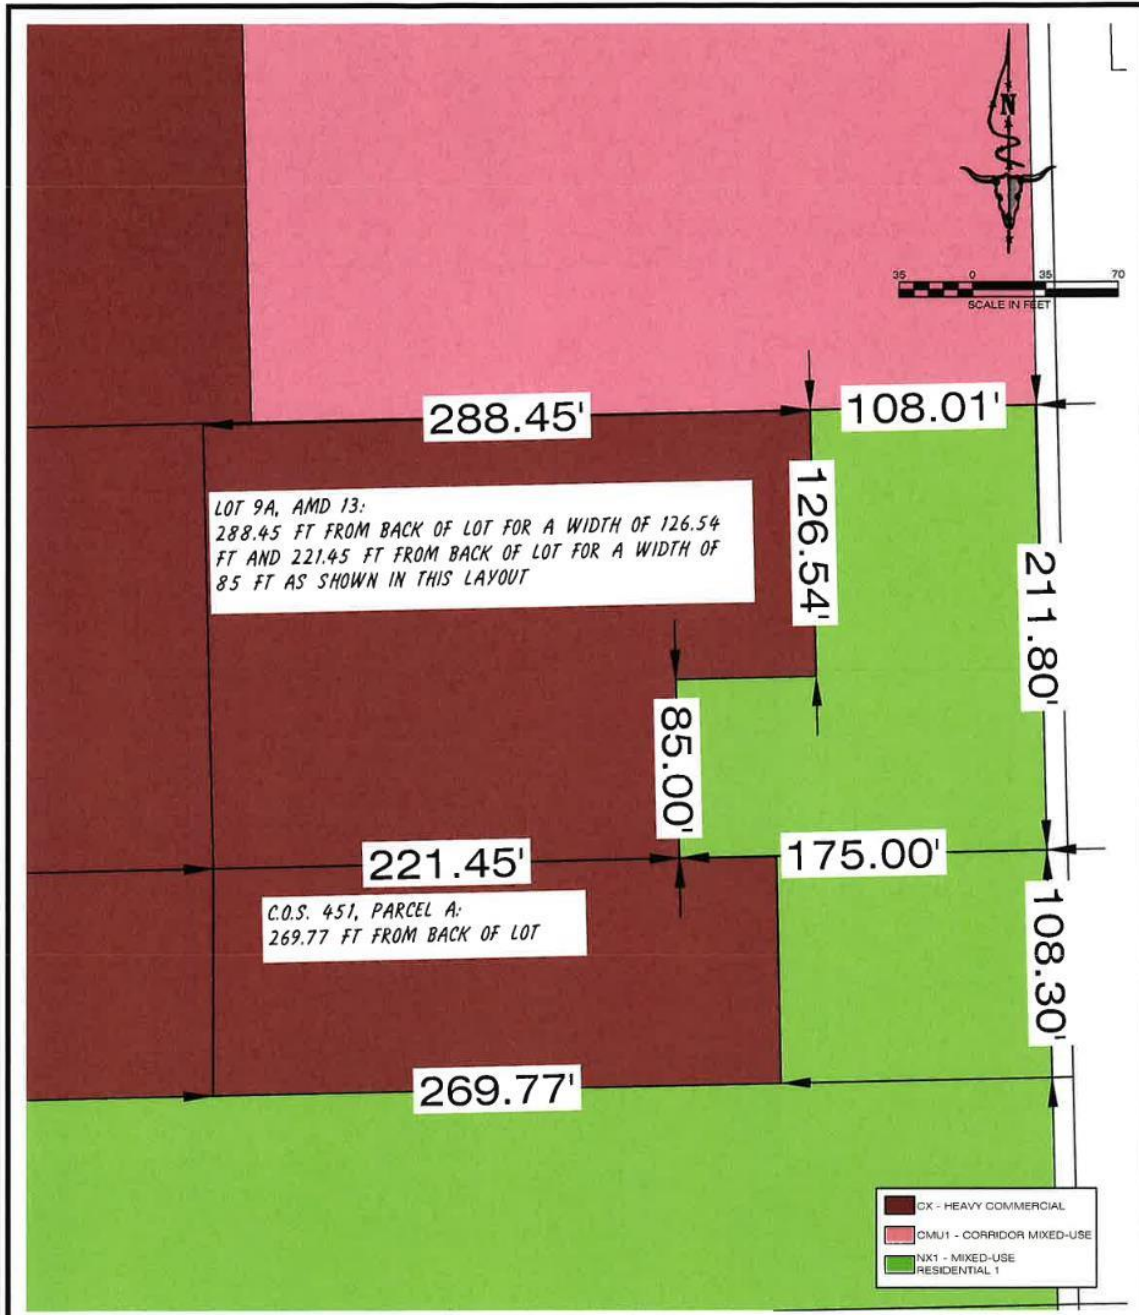 N
35 0 35 70
SCALE IN FEET
288.45'
108.01'
LOT 9A, AMD 13:
288.45 FT FROM BACK OF LOT FOR A WIDTH OF 126.54
FT AND 221.45 FT FROM BACK OF LOT FOR A WIDTH OF
85 FT AS SHOWN IN THIS LAYOUT
126.54'
211.80'
85.00'
221.45'
175.00'
C.O.S. 451, PARCEL A:
269.77 FT FROM BACK OF LOT
108.30'
269.77'
CX - HEAVY COMMERCIAL
CMU1 - CORRIDOR MIXED-USE
NX1 - MIXED-USE
RESIDENTIAL 1